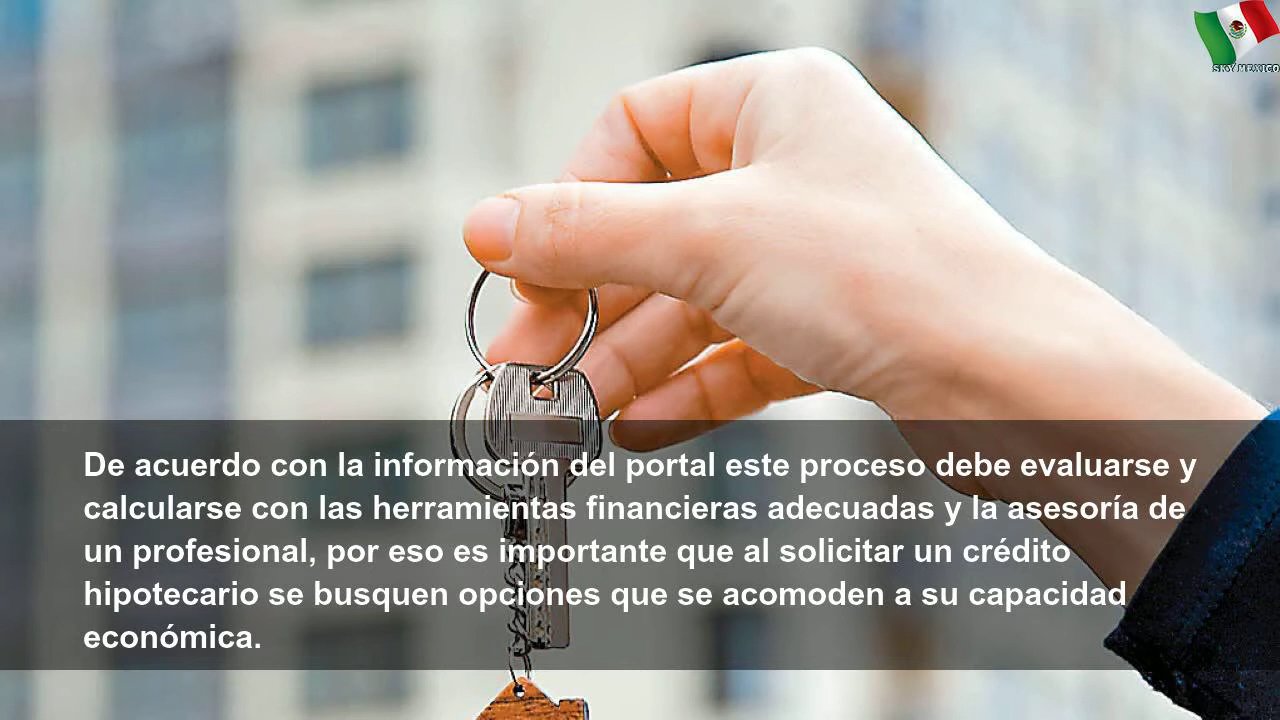 SKY MEXICO
De acuerdo con la información del portal este proceso debe evaluarse y
calcularse con las herramientas financieras adecuadas y la asesoría de
un profesional, por eso es importante que al solicitar un crédito
hipotecario se busquen opciones que se acomoden a su capacidad
económica.